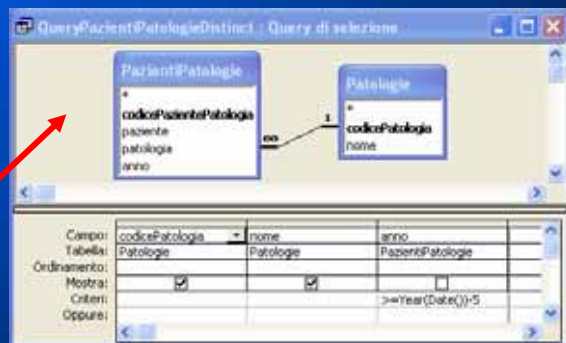 QueryPazientiPatologieDistinct : Query di selezione
PazientiPatologie
*
codicePazientePatologia
paziente
patologia
anno
∞
1
Patologie
*
codicePatologia
nome
Campo: codicePatologia nome anno
Tabella: Patologie Patologie PazientiPatologie
Ordinamento:
Mostra:
Criteri: >=Year(Date())-5
Oppure: